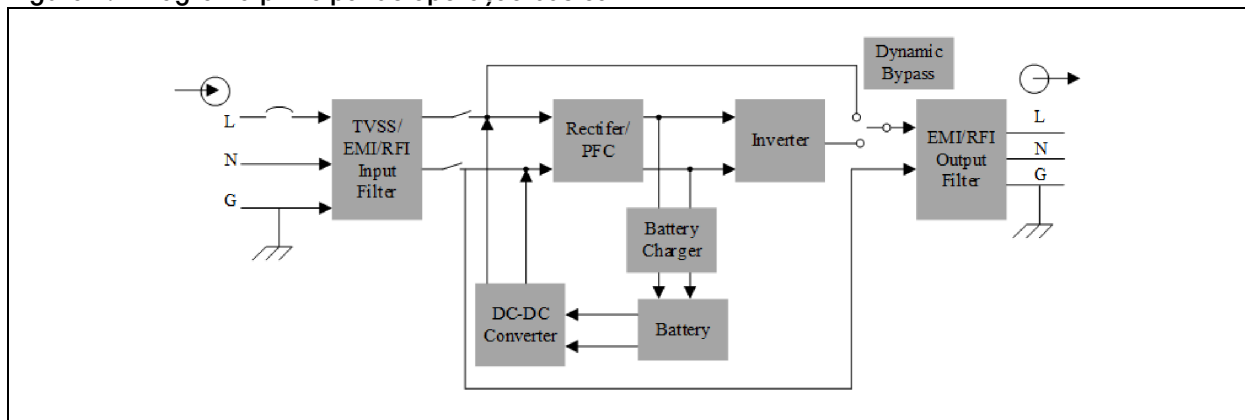 Dynamic
Bypass
L
N
G
TVSS/
EMI/RFI
Input
Filter
Rectifer/
PFC
Inverter
EMI/RFI
Output
Filter
L
N
G
Battery
Charger
DC-DC
Converter
Battery